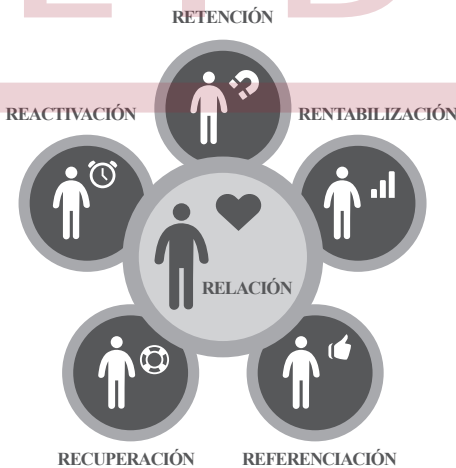 RETENCIÓN
REACTIVACIÓN
RENTABILIZACIÓN
RELACIÓN
RECUPERACIÓN
REFERENCIACIÓN